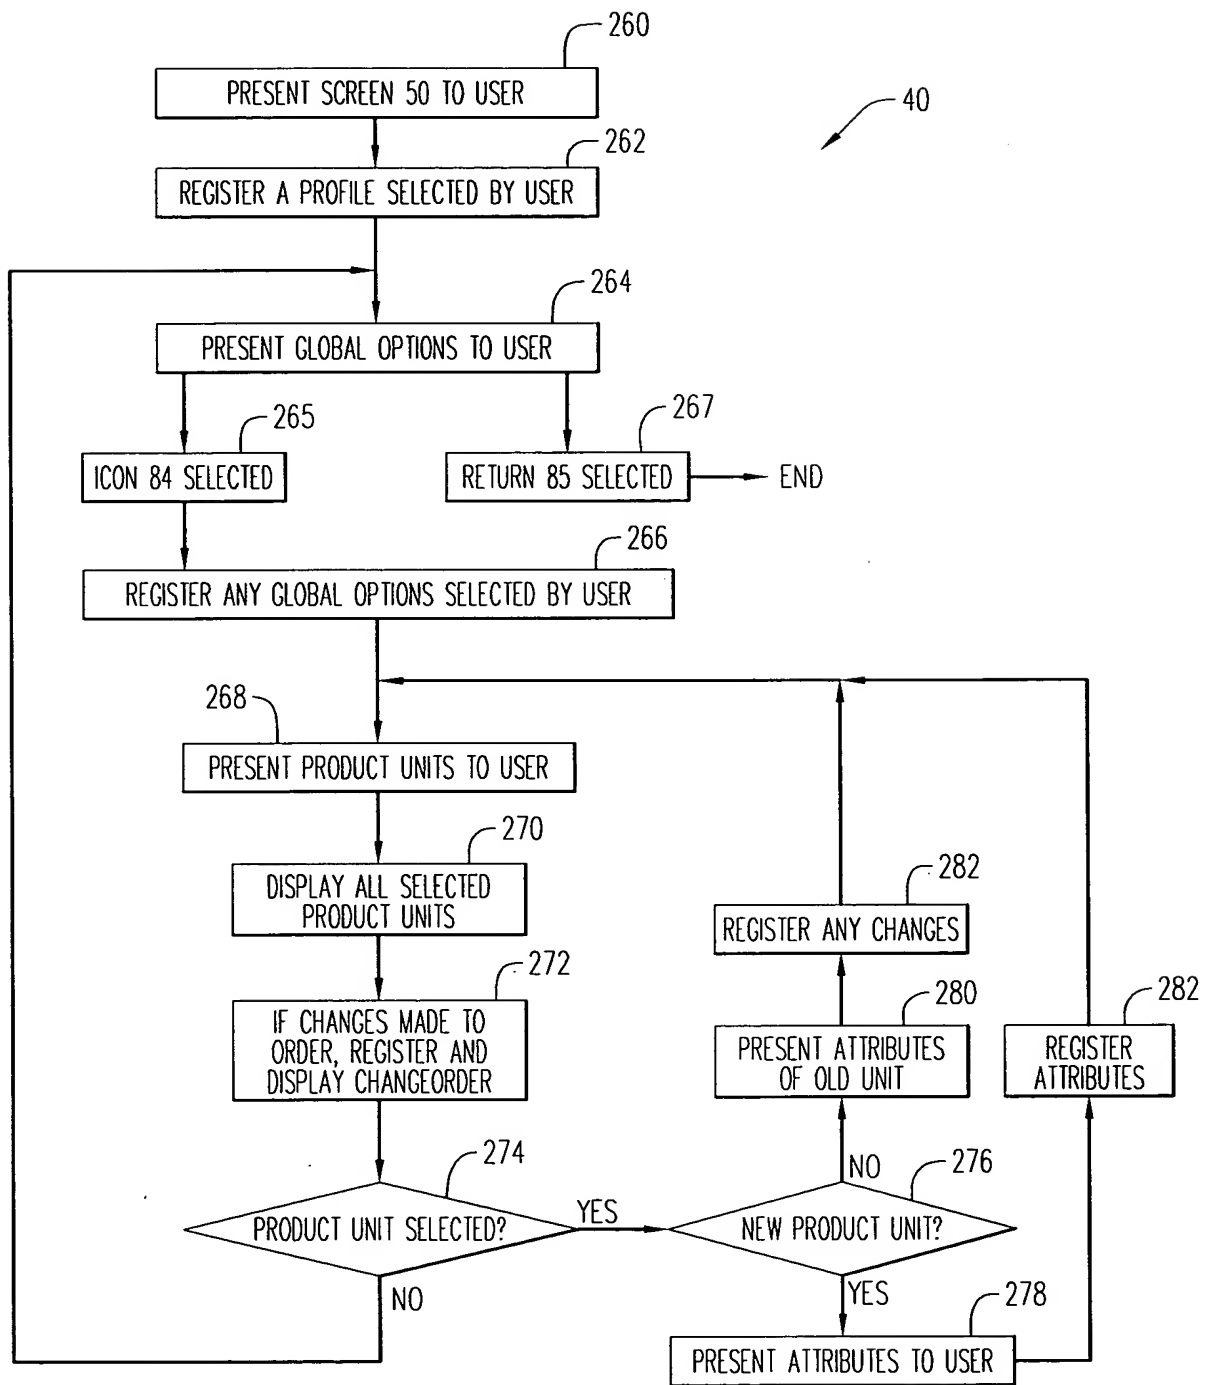 260
PRESENT SCREEN 50 TO USER
40
262
REGISTER A PROFILE SELECTED BY USER
264
PRESENT GLOBAL OPTIONS TO USER
265
267
ICON 84 SELECTED
RETURN 85 SELECTED
END
266
REGISTER ANY GLOBAL OPTIONS SELECTED BY USER
268
PRESENT PRODUCT UNITS TO USER
270
DISPLAY ALL SELECTED
PRODUCT UNITS
282
REGISTER ANY CHANGES
272
IF CHANGES MADE TO
ORDER, REGISTER AND
DISPLAY CHANGEORDER
280
PRESENT ATTRIBUTES
OF OLD UNIT
282
REGISTER
ATTRIBUTES
274
PRODUCT UNIT SELECTED?
YES
NO
NO
276
NEW PRODUCT UNIT?
YES
278
PRESENT ATTRIBUTES TO USER